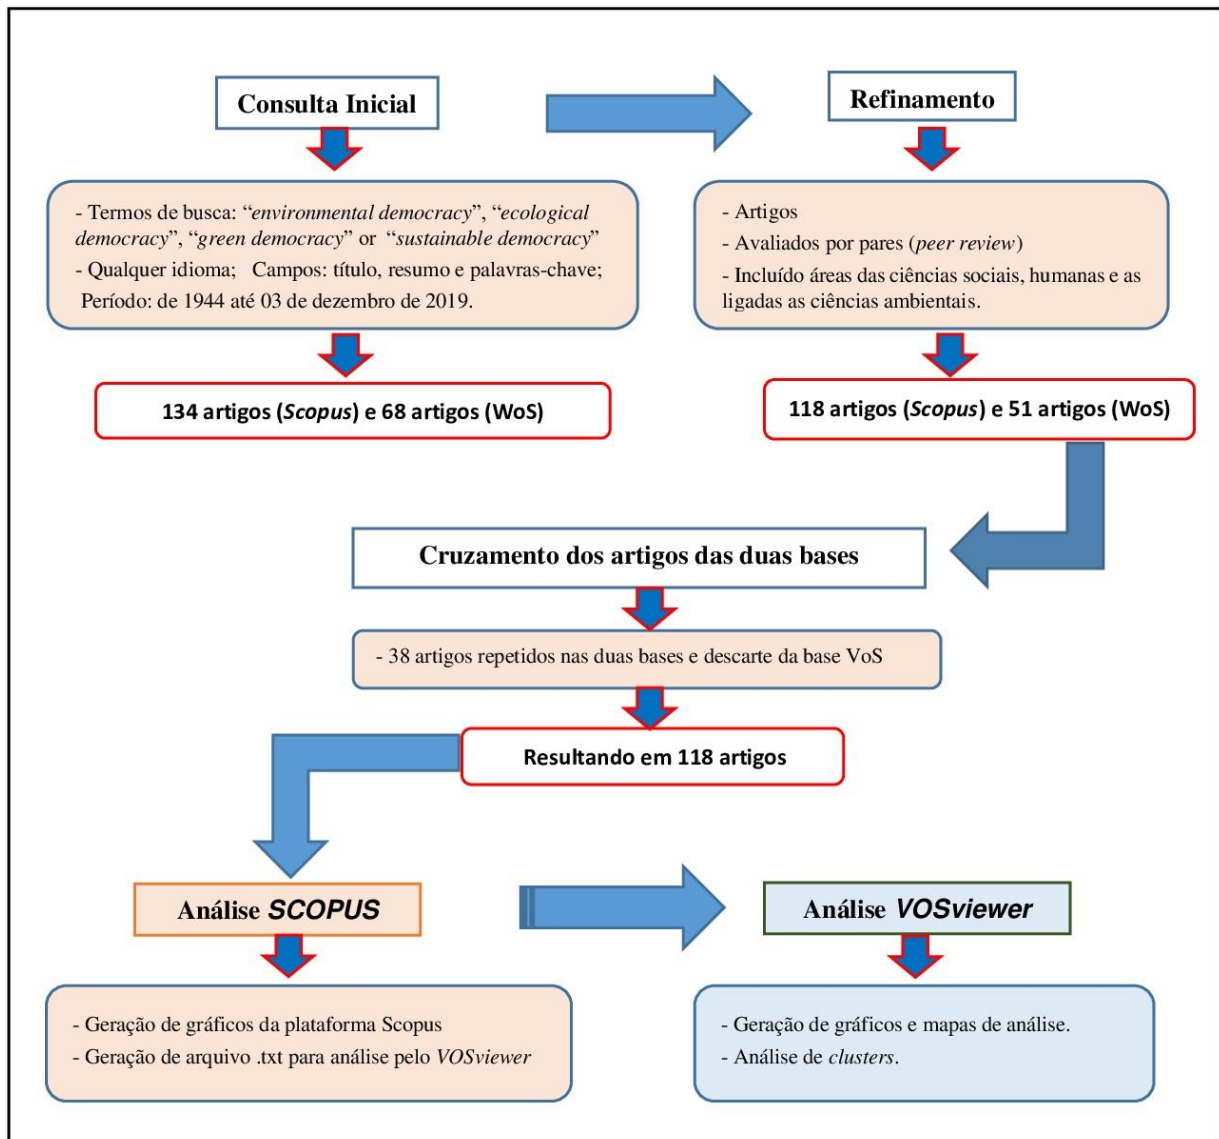 Consulta Inicial
- Termos de busca: “environmental democracy”, “ecological
democracy”, “green democracy” or “sustainable democracy”
- Qualquer idioma; Campos: título, resumo e palavras-chave;
Período: de 1944 até 03 de dezembro de 2019.
134 artigos (Scopus) e 68 artigos (WoS)
Refinamento
- Artigos
- Avaliados por pares (peer review)
- Incluído áreas das ciências sociais, humanas e as
ligadas as ciências ambientais.
118 artigos (Scopus) e 51 artigos (WoS)
Cruzamento dos artigos das duas bases
- 38 artigos repetidos nas duas bases e descarte da base VoS
Resultando em 118 artigos
Análise SCOPUS
- Geração de gráficos da plataforma Scopus
- Geração de arquivo .txt para análise pelo VOSviewer
Análise VOSviewer
- Geração de gráficos e mapas de análise.
- Análise de clusters.